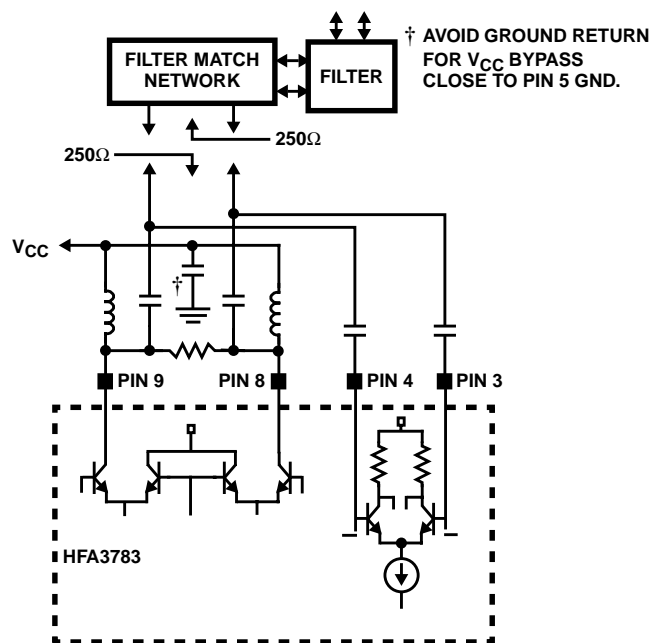 † AVOID GROUND RETURN
FOR VCC BYPASS
CLOSE TO PIN 5 GND.
FILTER MATCH
NETWORK
FILTER
250Ω
250Ω
VCC
†
PIN 9
PIN 8
PIN 4
PIN 3
HFA3783